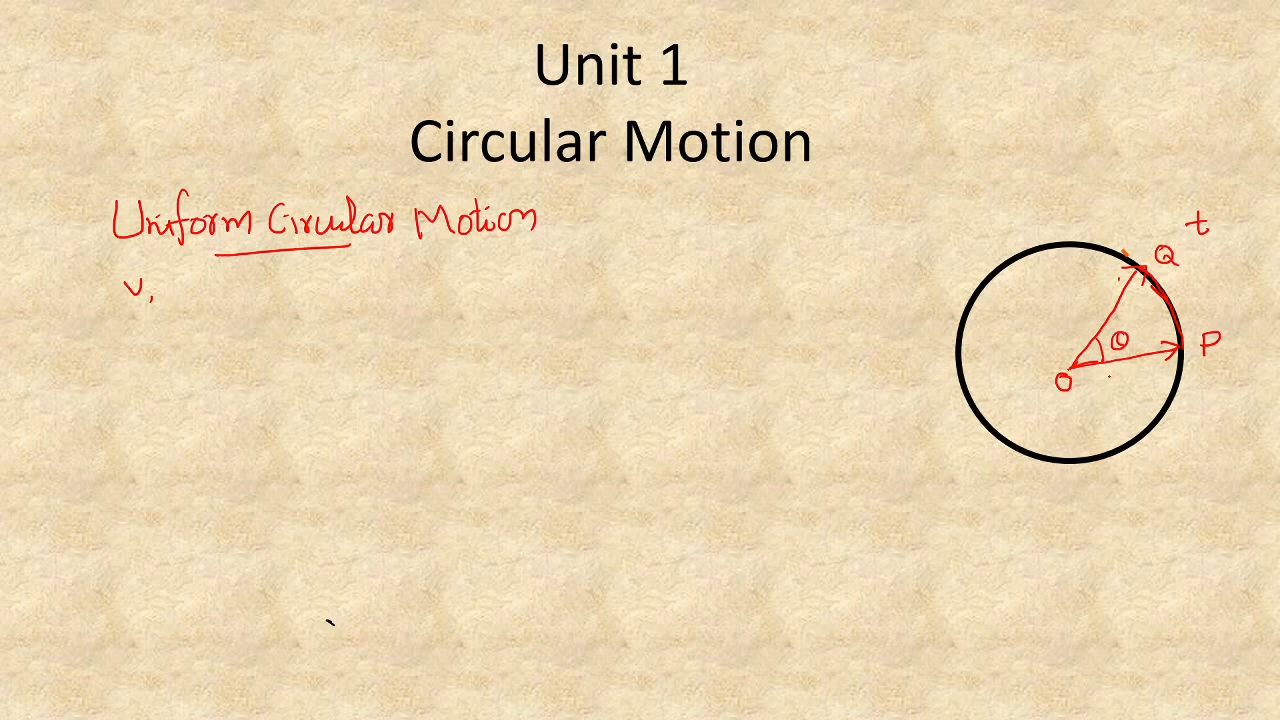 Unit 1
Circular Motion
Uniform Circular Motion
v,
t
Q
θ
P
O